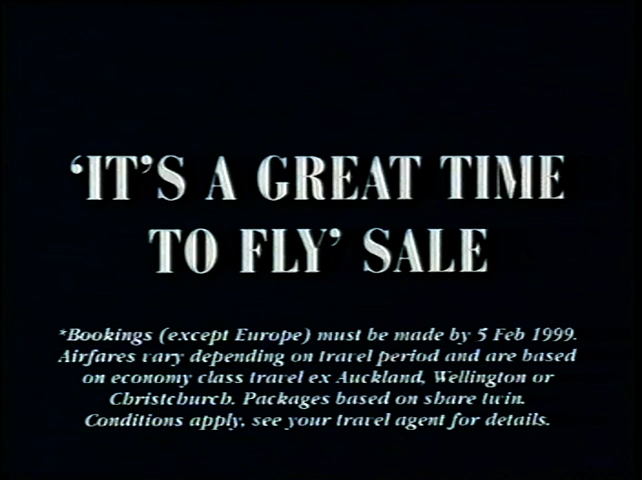 ‘IT’S A GREAT TIME
TO FLY’ SALE
*Bookings (except Europe) must be made by 5 Feb 1999.
Airfares vary depending on travel period and are based
on economy class travel ex Auckland, Wellington or
Christchurch. Packages based on share twin.
Conditions apply, see your travel agent for details.